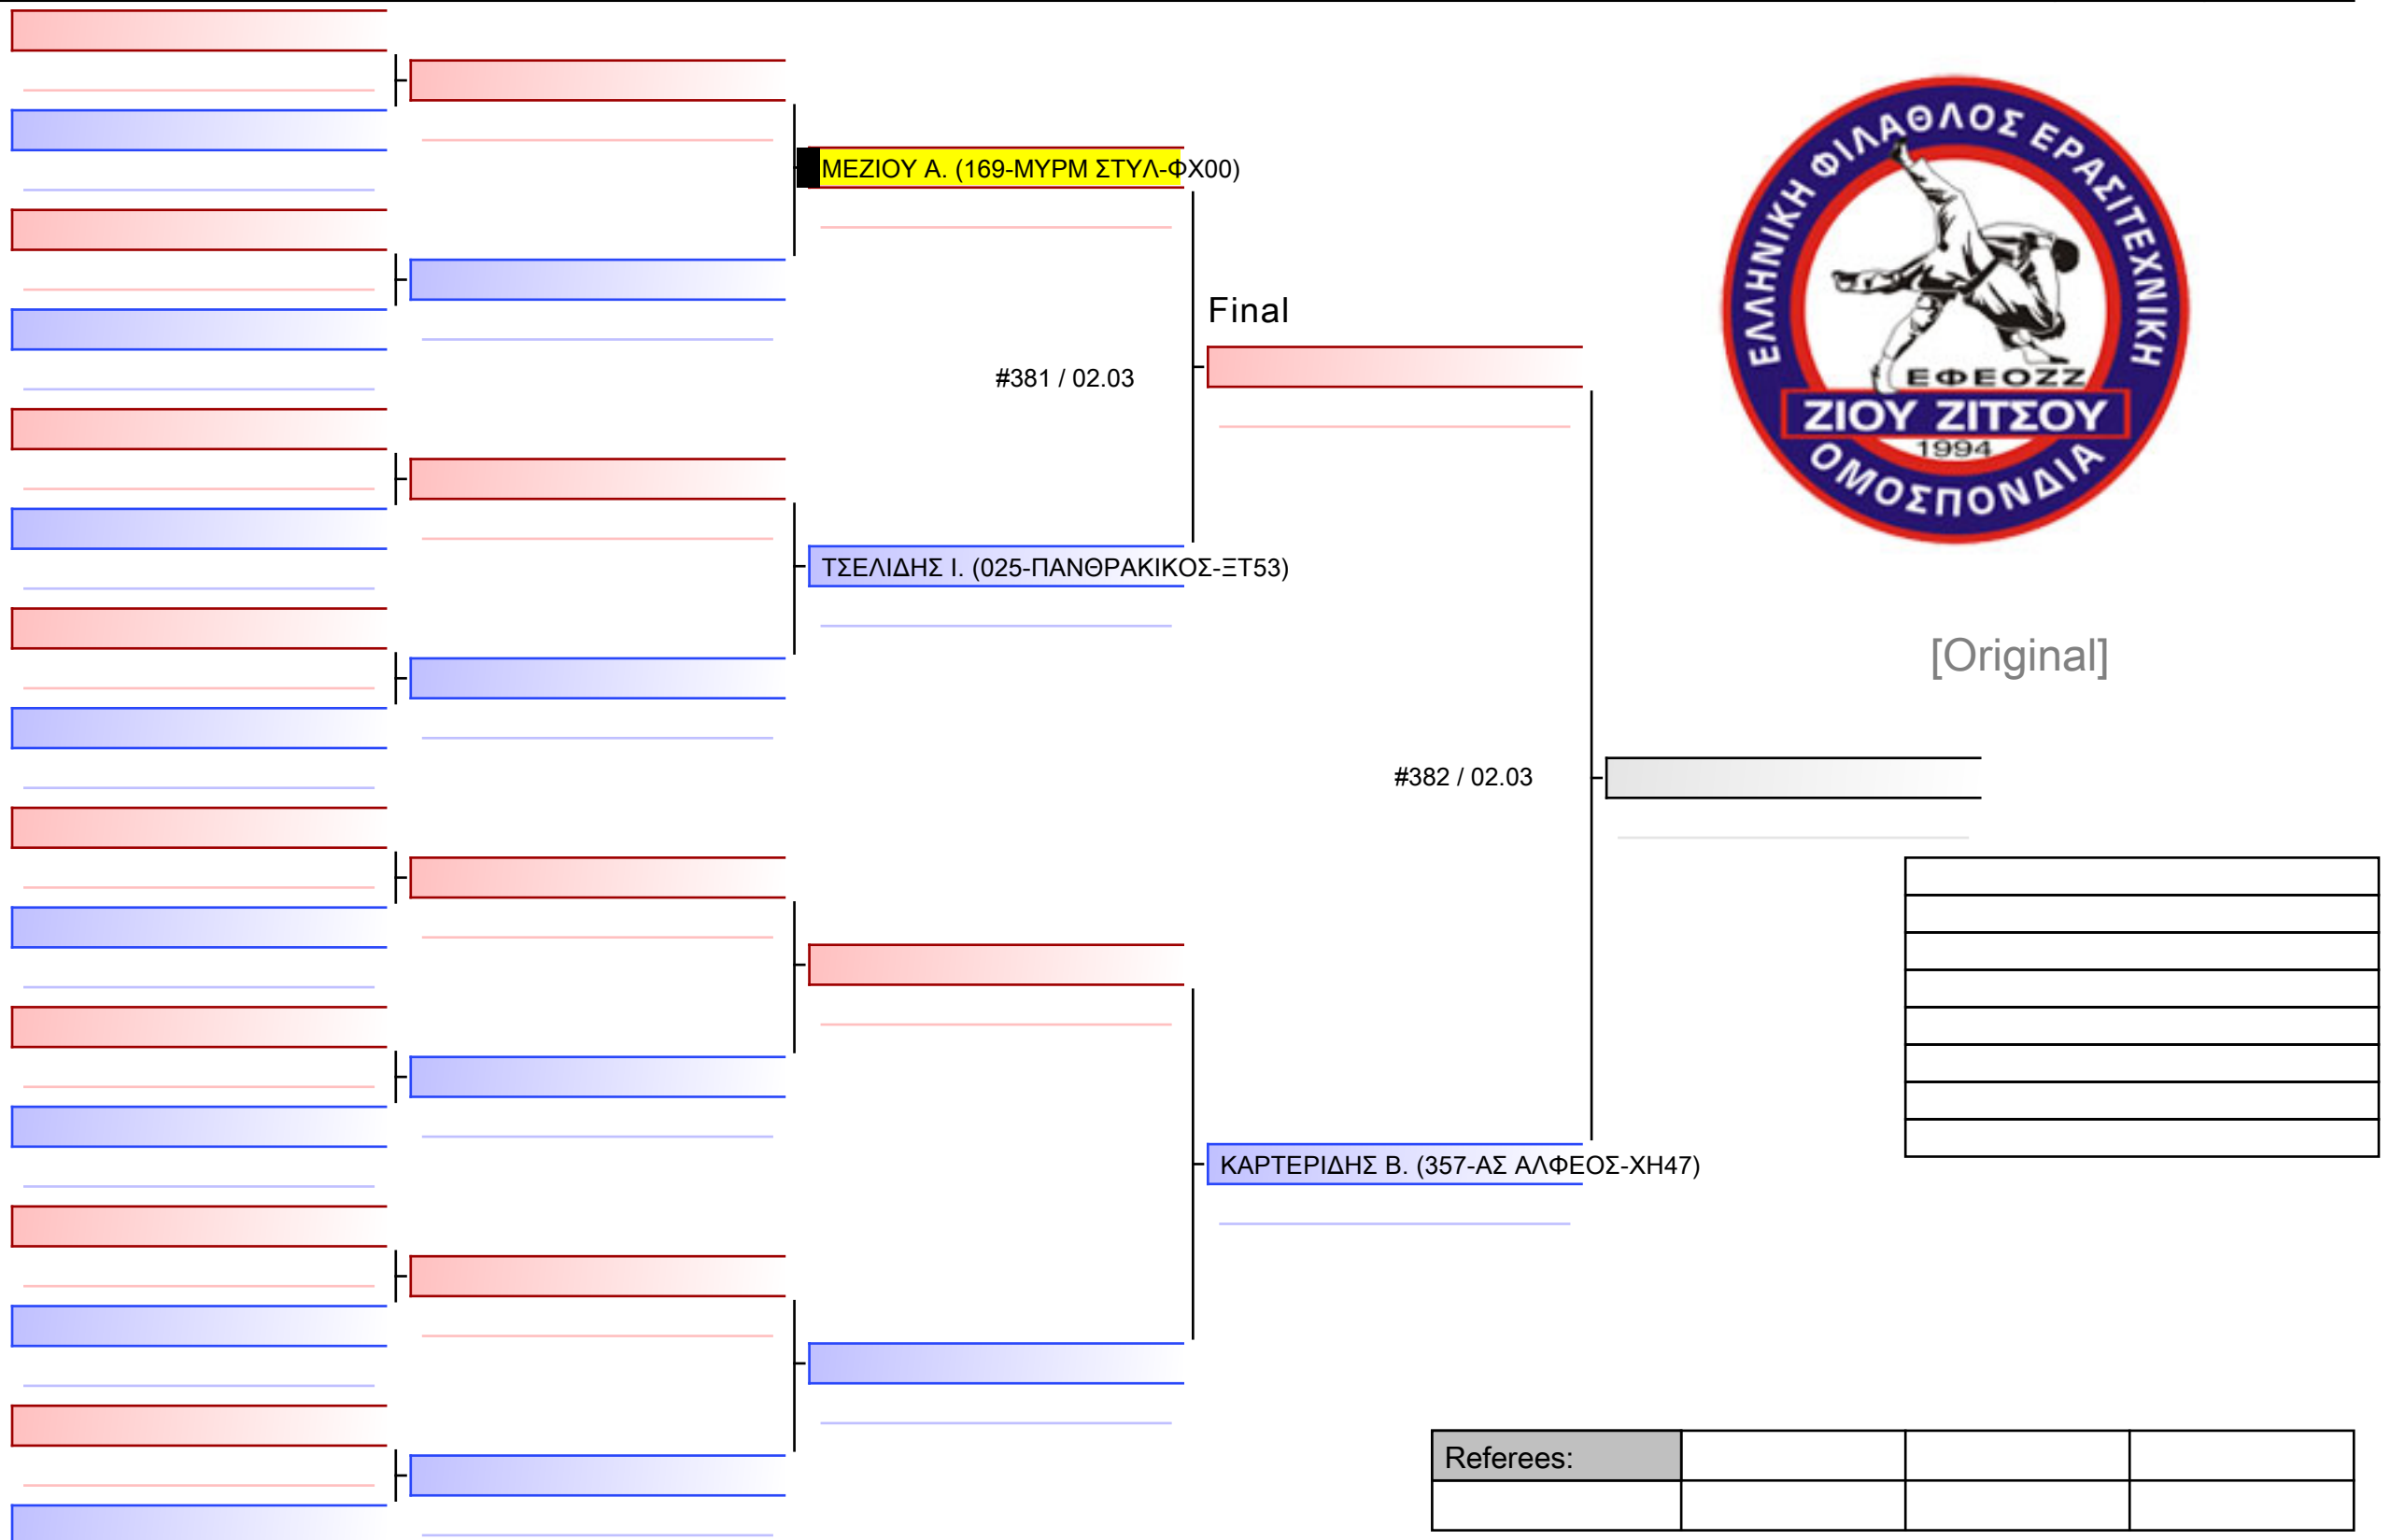 ΜΕΖΙΟΥ Α. (169-ΜΥΡΜ ΣΤΥΛ-ΦΧ00)
Final
#381 / 02.03
ΤΣΕΛΙΔΗΣ Ι. (025-ΠΑΝΘΡΑΚΙΚΟΣ-ΞΤ53)
#382 / 02.03
ΚΑΡΤΕΡΙΔΗΣ Β. (357-ΑΣ ΑΛΦΕΟΣ-ΧΗ47)
ΕΛΛΗΝΙΚΗ ΦΙΛΑΘΛΟΣ ΕΡΑΣΙΤΕΧΝΙΚΗ
ΕΦΕΟΖΖ
ΖΙΟΥ ΖΙΤΣΟΥ
1994
ΟΜΟΣΠΟΝΔΙΑ
[Original]
Referees: